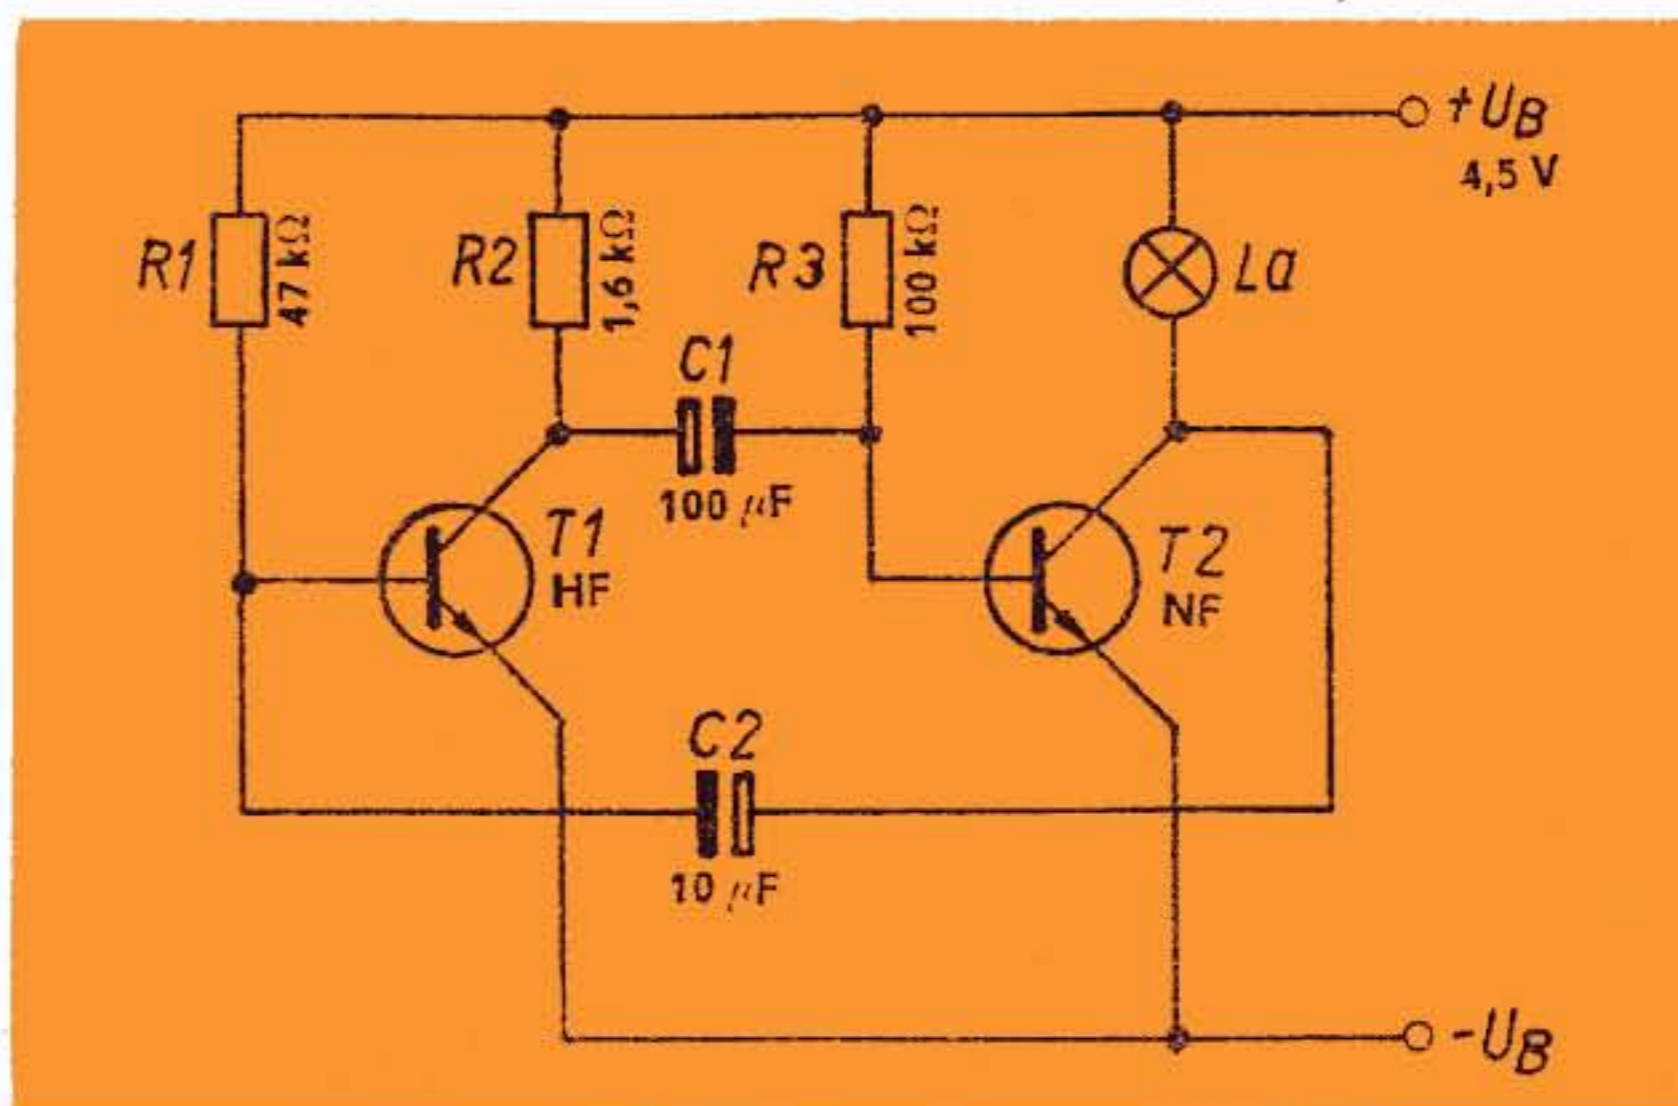 +UB
4,5 V
R1
47 kΩ
R2
1,6 kΩ
R3
100 kΩ
La
C1
100 µF
T1
HF
T2
NF
C2
10 µF
-UB